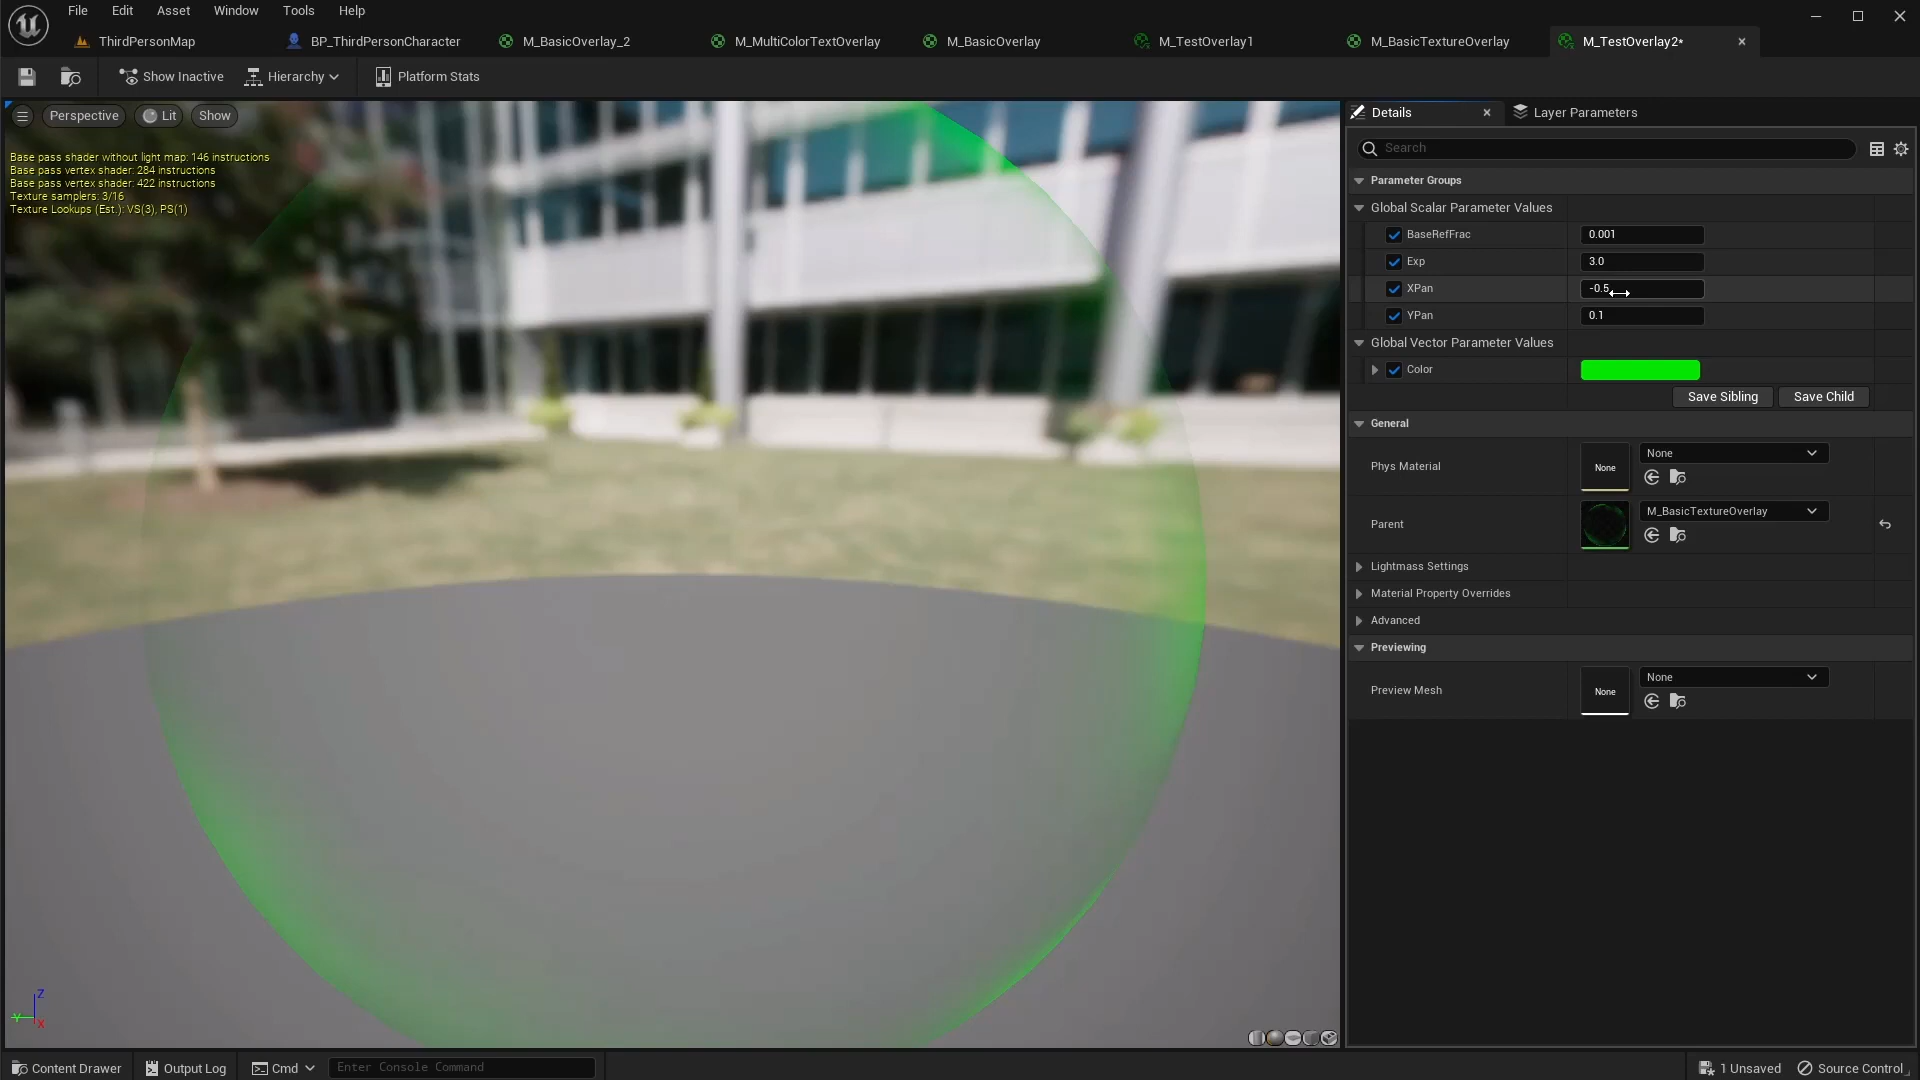 File Edit Asset Window Tools Help
ThirdPersonMap BP_ThirdPersonCharacter M_BasicOverlay_2 M_MultiColorTextOverlay M_BasicOverlay M_TestOverlay1 M_BasicTextureOverlay M_TestOverlay2*
Show Inactive Hierarchy Platform Stats
Perspective Lit Show
Base pass shader without light map: 146 instructions
Base pass vertex shader: 284 instructions
Base pass vertex shader: 422 instructions
Texture samplers: 3/16
Texture Lookups (Est.): VS(3), PS(1)
Z
Y
X
Details Layer Parameters
Search
Parameter Groups
Global Scalar Parameter Values
BaseRefFrac 0.001
Exp 3.0
XPan -0.5
YPan 0.1
Global Vector Parameter Values
Color
Save Sibling Save Child
General
Phys Material None None
Parent M_BasicTextureOverlay
Lightmass Settings
Material Property Overrides
Advanced
Previewing
Preview Mesh None None
Content Drawer Output Log Cmd Enter Console Command 1 Unsaved Source Control